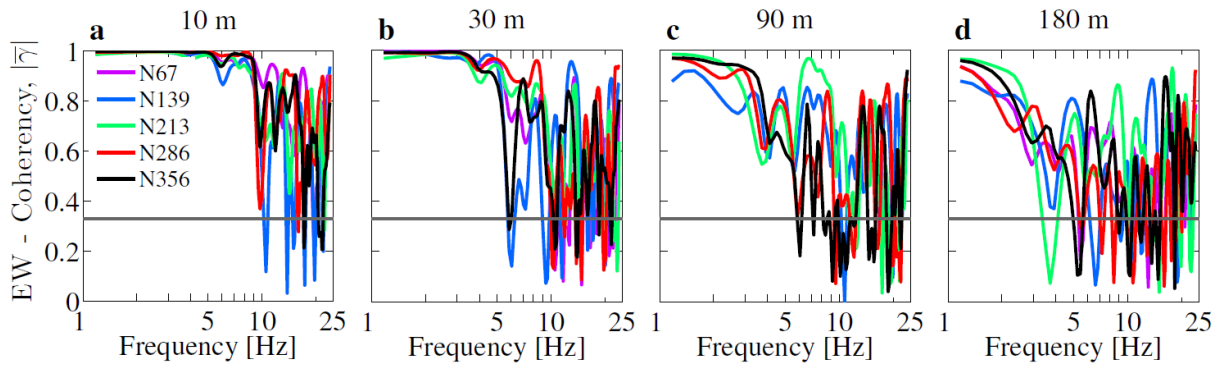 a 10 m b 30 m c 90 m d 180 m
EW - Coherency, |γ̄|
1
0.8
0.6
0.4
0.2
0
N67
N139
N213
N286
N356
1 5 10 25 1 5 10 25 1 5 10 25 1 5 10 25
Frequency [Hz] Frequency [Hz] Frequency [Hz] Frequency [Hz]